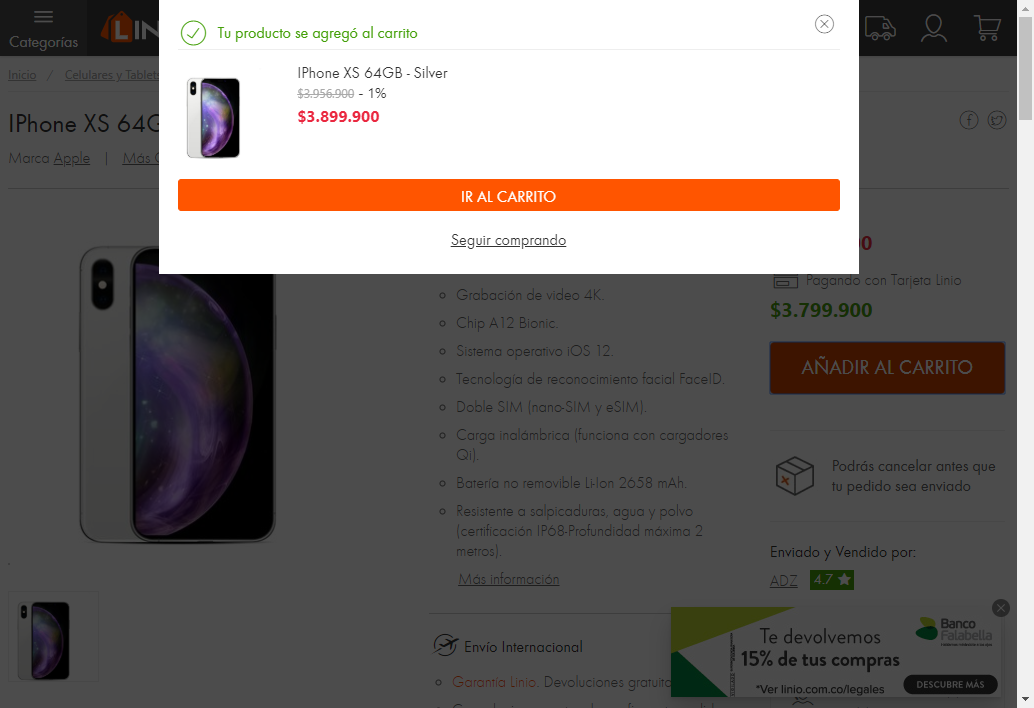 Categorías
LIN
Tu producto se agregó al carrito
Inicio / Celulares y Tablets
IPhone XS 64GB - Silver
$3.956.900 - 1%
$3.899.900
IPhone XS 64G
Marca Apple | Más
IR AL CARRITO
Seguir comprando
Grabación de video 4K.
Chip A12 Bionic.
Sistema operativo iOS 12.
Tecnología de reconocimiento facial FaceID.
Doble SIM (nano-SIM y eSIM).
Carga inalámbrica (funciona con cargadores
Qi).
Batería no removible Li-Ion 2658 mAh.
Resistente a salpicaduras, agua y polvo
(certificación IP68-Profundidad máxima 2
metros).
Más información
Envío Internacional
Garantía Linio. Devoluciones gratuita
0
Pagando con Tarjeta Linio
$3.799.900
AÑADIR AL CARRITO
Podrás cancelar antes que
tu pedido sea enviado
Enviado y Vendido por:
ADZ 4.7
Te devolvemos
15% de tus compras
*Ver linio.com.co/legales
Banco
Falabella
DESCUBRE MÁS